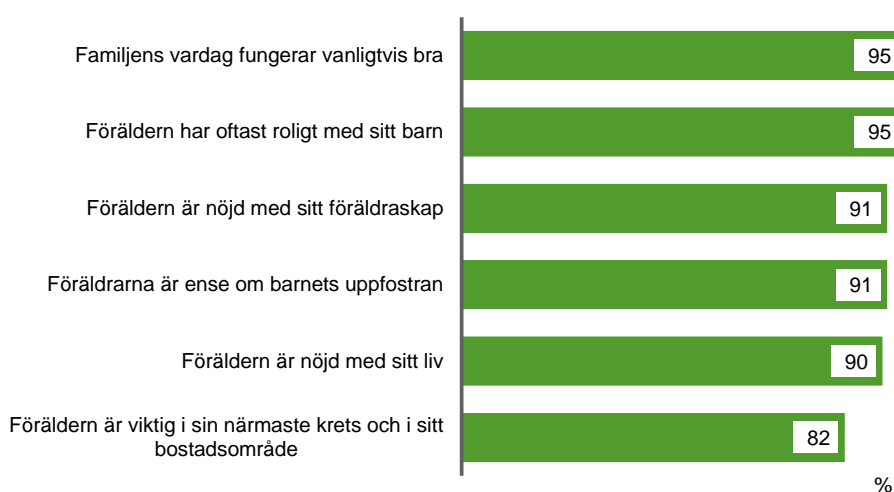 Familjens vardag fungerar vanligtvis bra 95
Föräldern har oftast roligt med sitt barn 95
Föräldern är nöjd med sitt föräldraskap 91
Föräldrarna är ense om barnets uppfostran 91
Föräldern är nöjd med sitt liv 90
Föräldern är viktig i sin närmaste krets och i sitt
bostadsområde 82
%